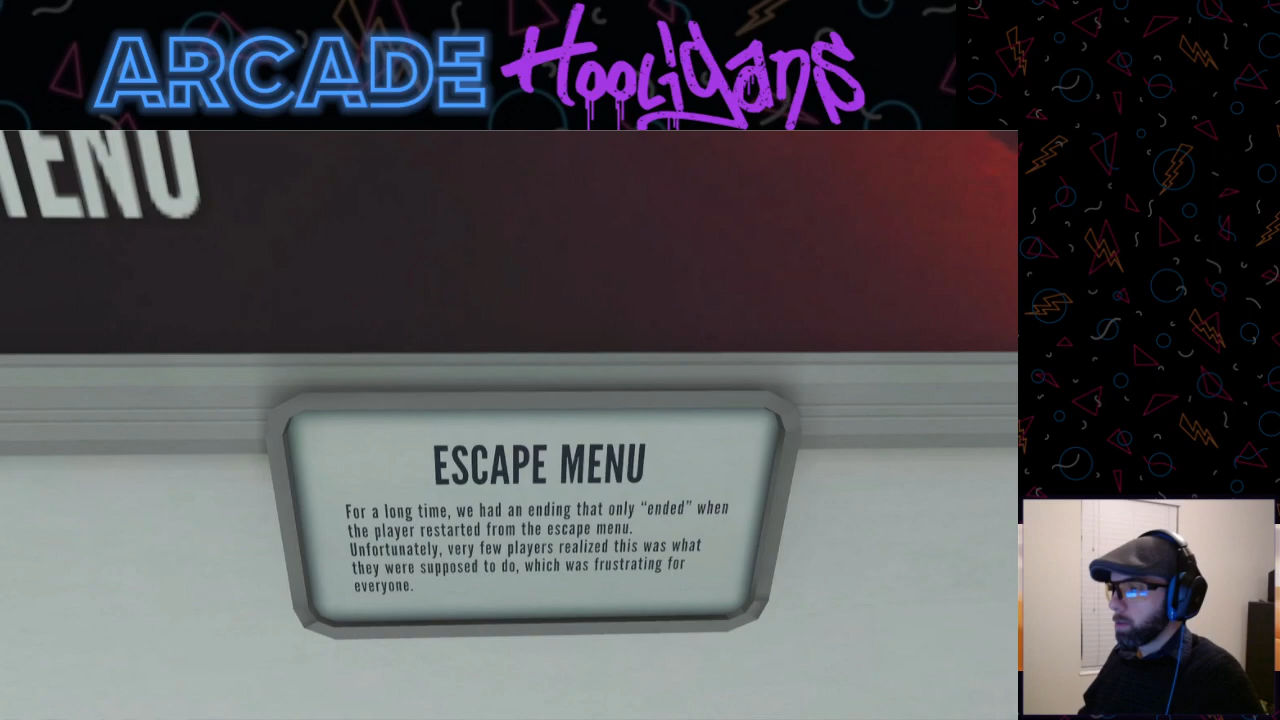 ARCADE Hooligans
MENU
ESCAPE MENU
For a long time, we had an ending that only “ended” when
the player restarted from the escape menu.
Unfortunately, very few players realized this was what
they were supposed to do, which was frustrating for
everyone.